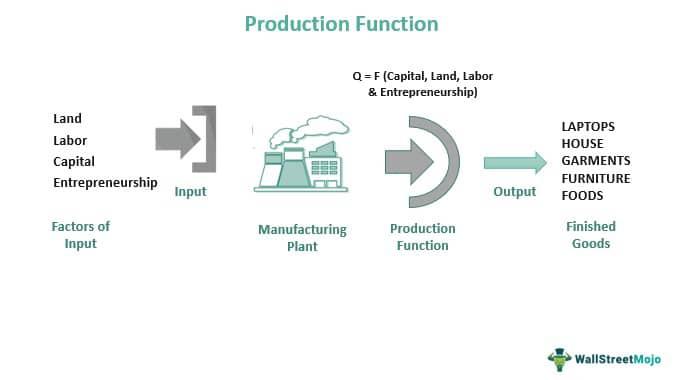 Production Function
Q = F (Capital, Land, Labor
& Entrepreneurship)
Land
Labor
Capital
Entrepreneurship
Input
Output
LAPTOPS
HOUSE
GARMENTS
FURNITURE
FOODS
Factors of
Input
Manufacturing
Plant
Production
Function
Finished
Goods
WallStreetMojo